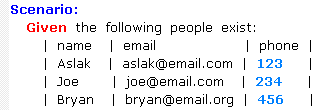 Scenario:
Given the following people exist:
| name | email | phone |
| Aslak | aslak@email.com | 123
| Joe | joe@email.com | 234 |
| Bryan | bryan@email.org | 456 |